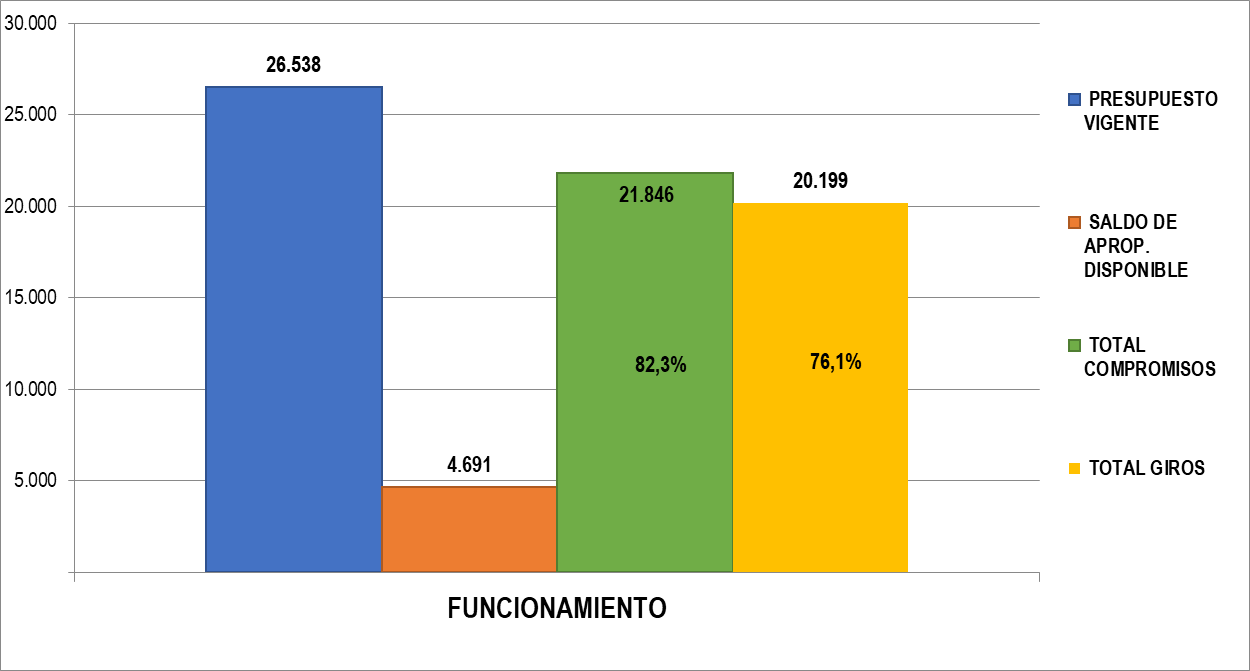 30.000
25.000
20.000
15.000
10.000
5.000
26.538
4.691
21.846
82,3%
20.199
76,1%
FUNCIONAMIENTO
PRESUPUESTO
VIGENTE
SALDO DE
APROP.
DISPONIBLE
TOTAL
COMPROMISOS
TOTAL GIROS